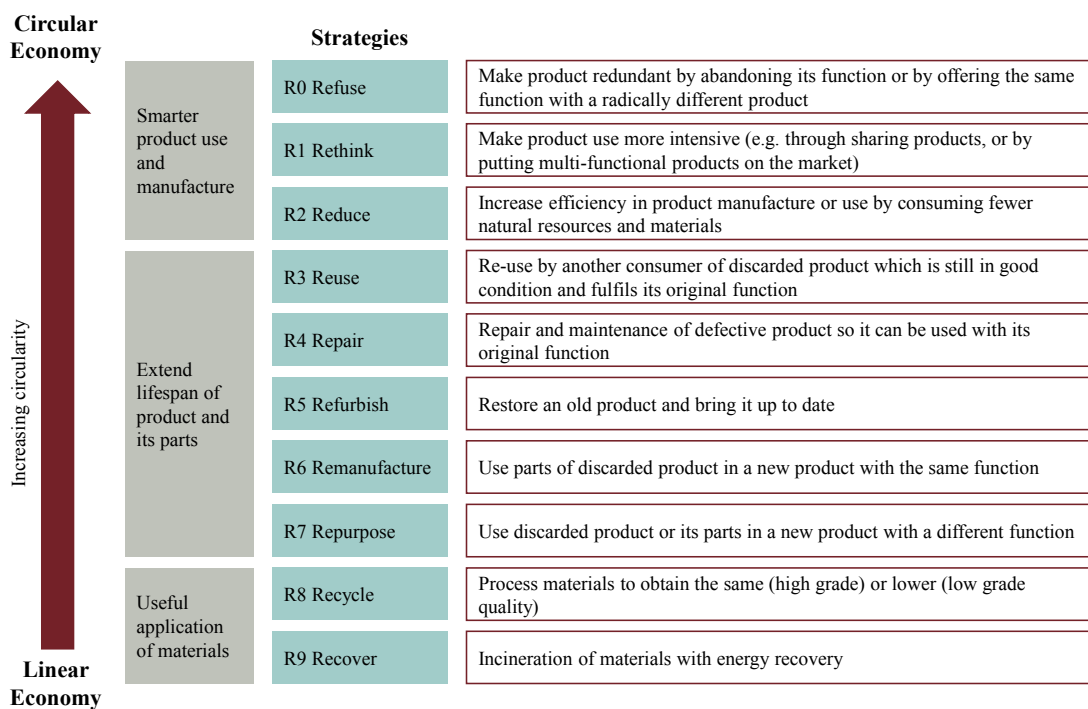 Circular
Economy
Strategies
Increasing circularity
Smarter
product use
and
manufacture
R0 Refuse
Make product redundant by abandoning its function or by offering the same
function with a radically different product
R1 Rethink
Make product use more intensive (e.g. through sharing products, or by
putting multi-functional products on the market)
R2 Reduce
Increase efficiency in product manufacture or use by consuming fewer
natural resources and materials
Extend
lifespan of
product and
its parts
R3 Reuse
Re-use by another consumer of discarded product which is still in good
condition and fulfils its original function
R4 Repair
Repair and maintenance of defective product so it can be used with its
original function
R5 Refurbish
Restore an old product and bring it up to date
R6 Remanufacture
Use parts of discarded product in a new product with the same function
R7 Repurpose
Use discarded product or its parts in a new product with a different function
Useful
application
of materials
R8 Recycle
Process materials to obtain the same (high grade) or lower (low grade
quality)
R9 Recover
Incineration of materials with energy recovery
Linear
Economy